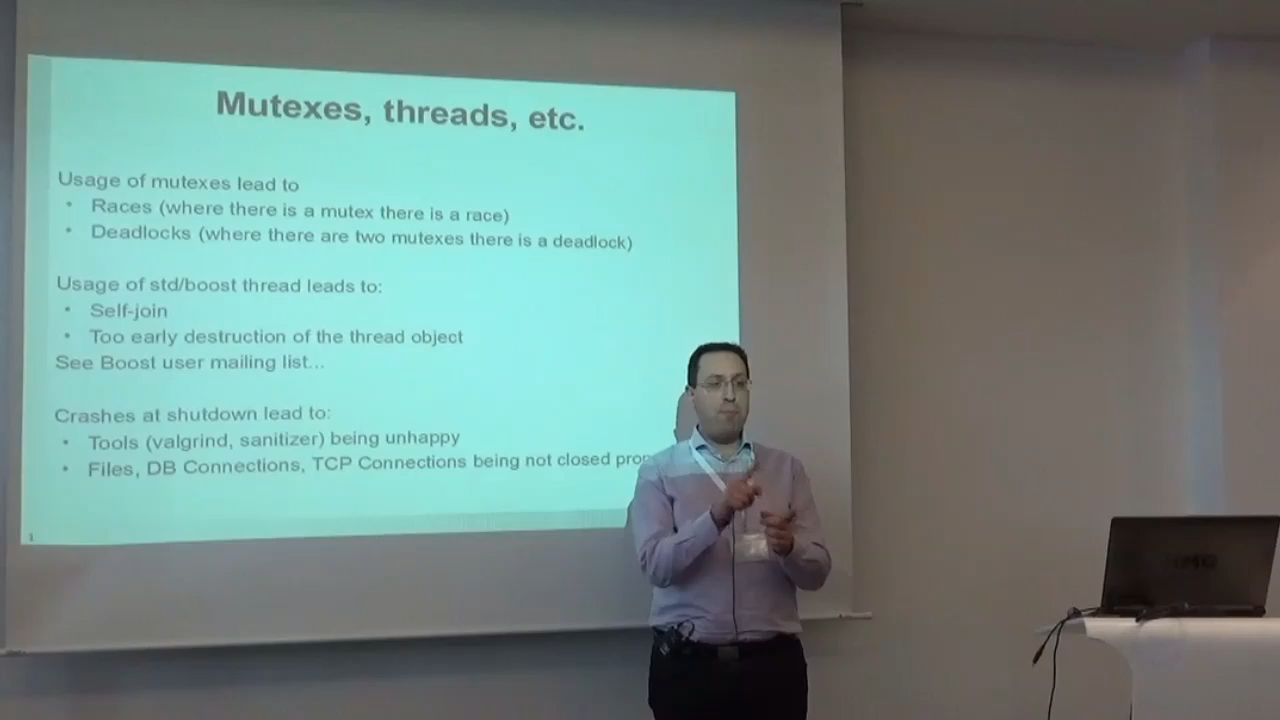 Mutexes, threads, etc.
Usage of mutexes lead to
• Races (where there is a mutex there is a race)
• Deadlocks (where there are two mutexes there is a deadlock)
Usage of std/boost thread leads to:
• Self-join
• Too early destruction of the thread object
See Boost user mailing list...
Crashes at shutdown lead to:
• Tools (valgrind, sanitizer) being unhappy
• Files, DB Connections, TCP Connections being not closed
1